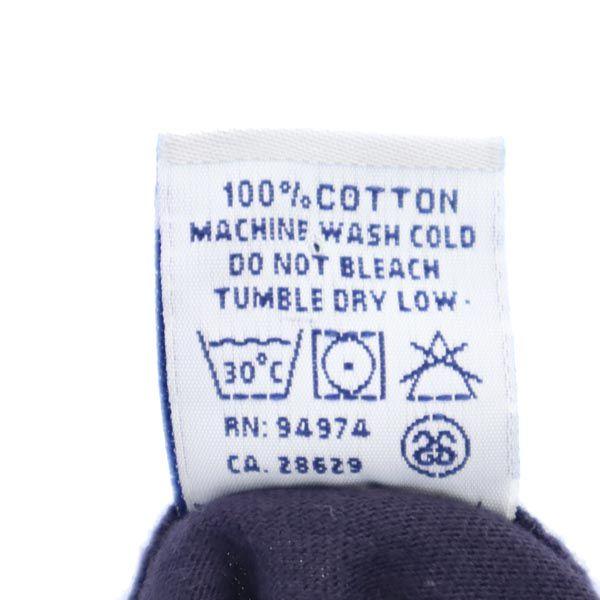 100% COTTON
MACHINE WASH COLD
DO NOT BLEACH
TUMBLE DRY LOW
30°C
RN: 94974
CA. 28629